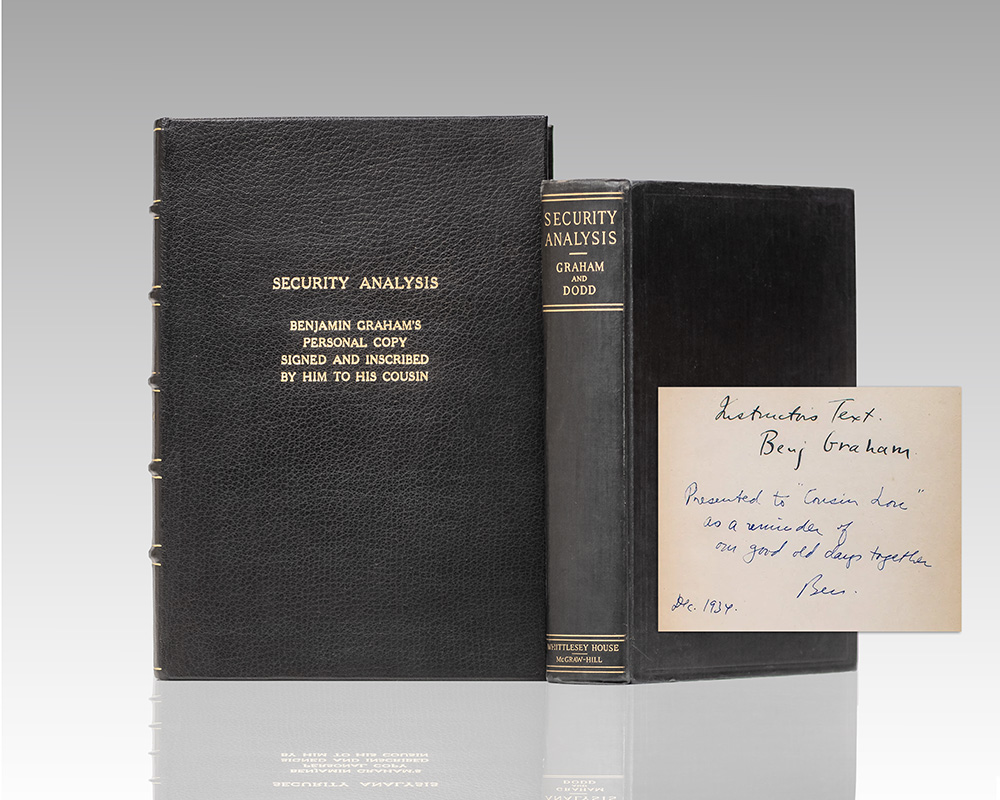 SECURITY ANALYSIS
BENJAMIN GRAHAM'S
PERSONAL COPY
SIGNED AND INSCRIBED
BY HIM TO HIS COUSIN
SECURITY
ANALYSIS
GRAHAM
AND
DODD
WHITTLESEY HOUSE
McGRAW-HILL
Instructor's Text.
Benj Graham
Presented to "Cousin Lou"
as a reminder of
our good old days together
Ben.
Dec. 1934.